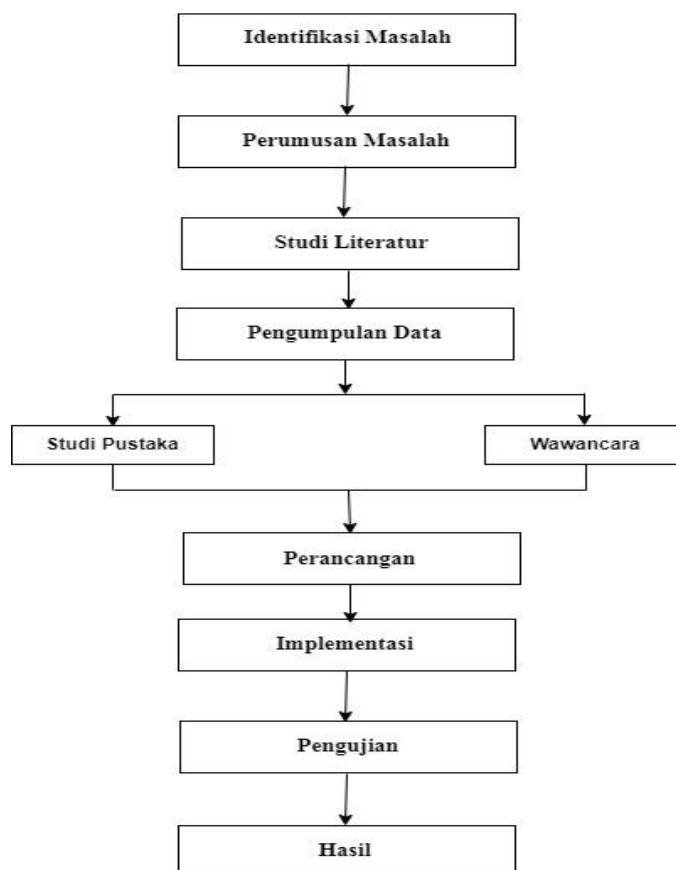 Identifikasi Masalah
Perumusan Masalah
Studi Literatur
Pengumpulan Data
Studi Pustaka
Wawancara
Perancangan
Implementasi
Pengujian
Hasil